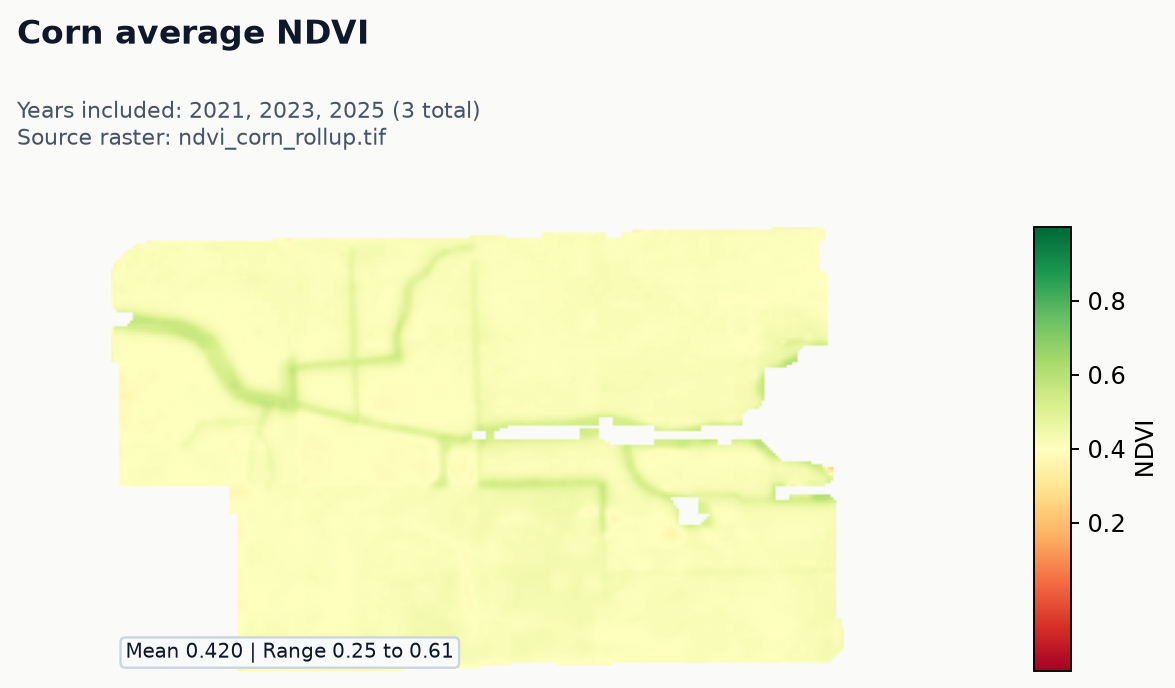 Corn average NDVI
Years included: 2021, 2023, 2025 (3 total)
Source raster: ndvi_corn_rollup.tif
0.8
0.6
0.4
0.2
NDVI
Mean 0.420 | Range 0.25 to 0.61